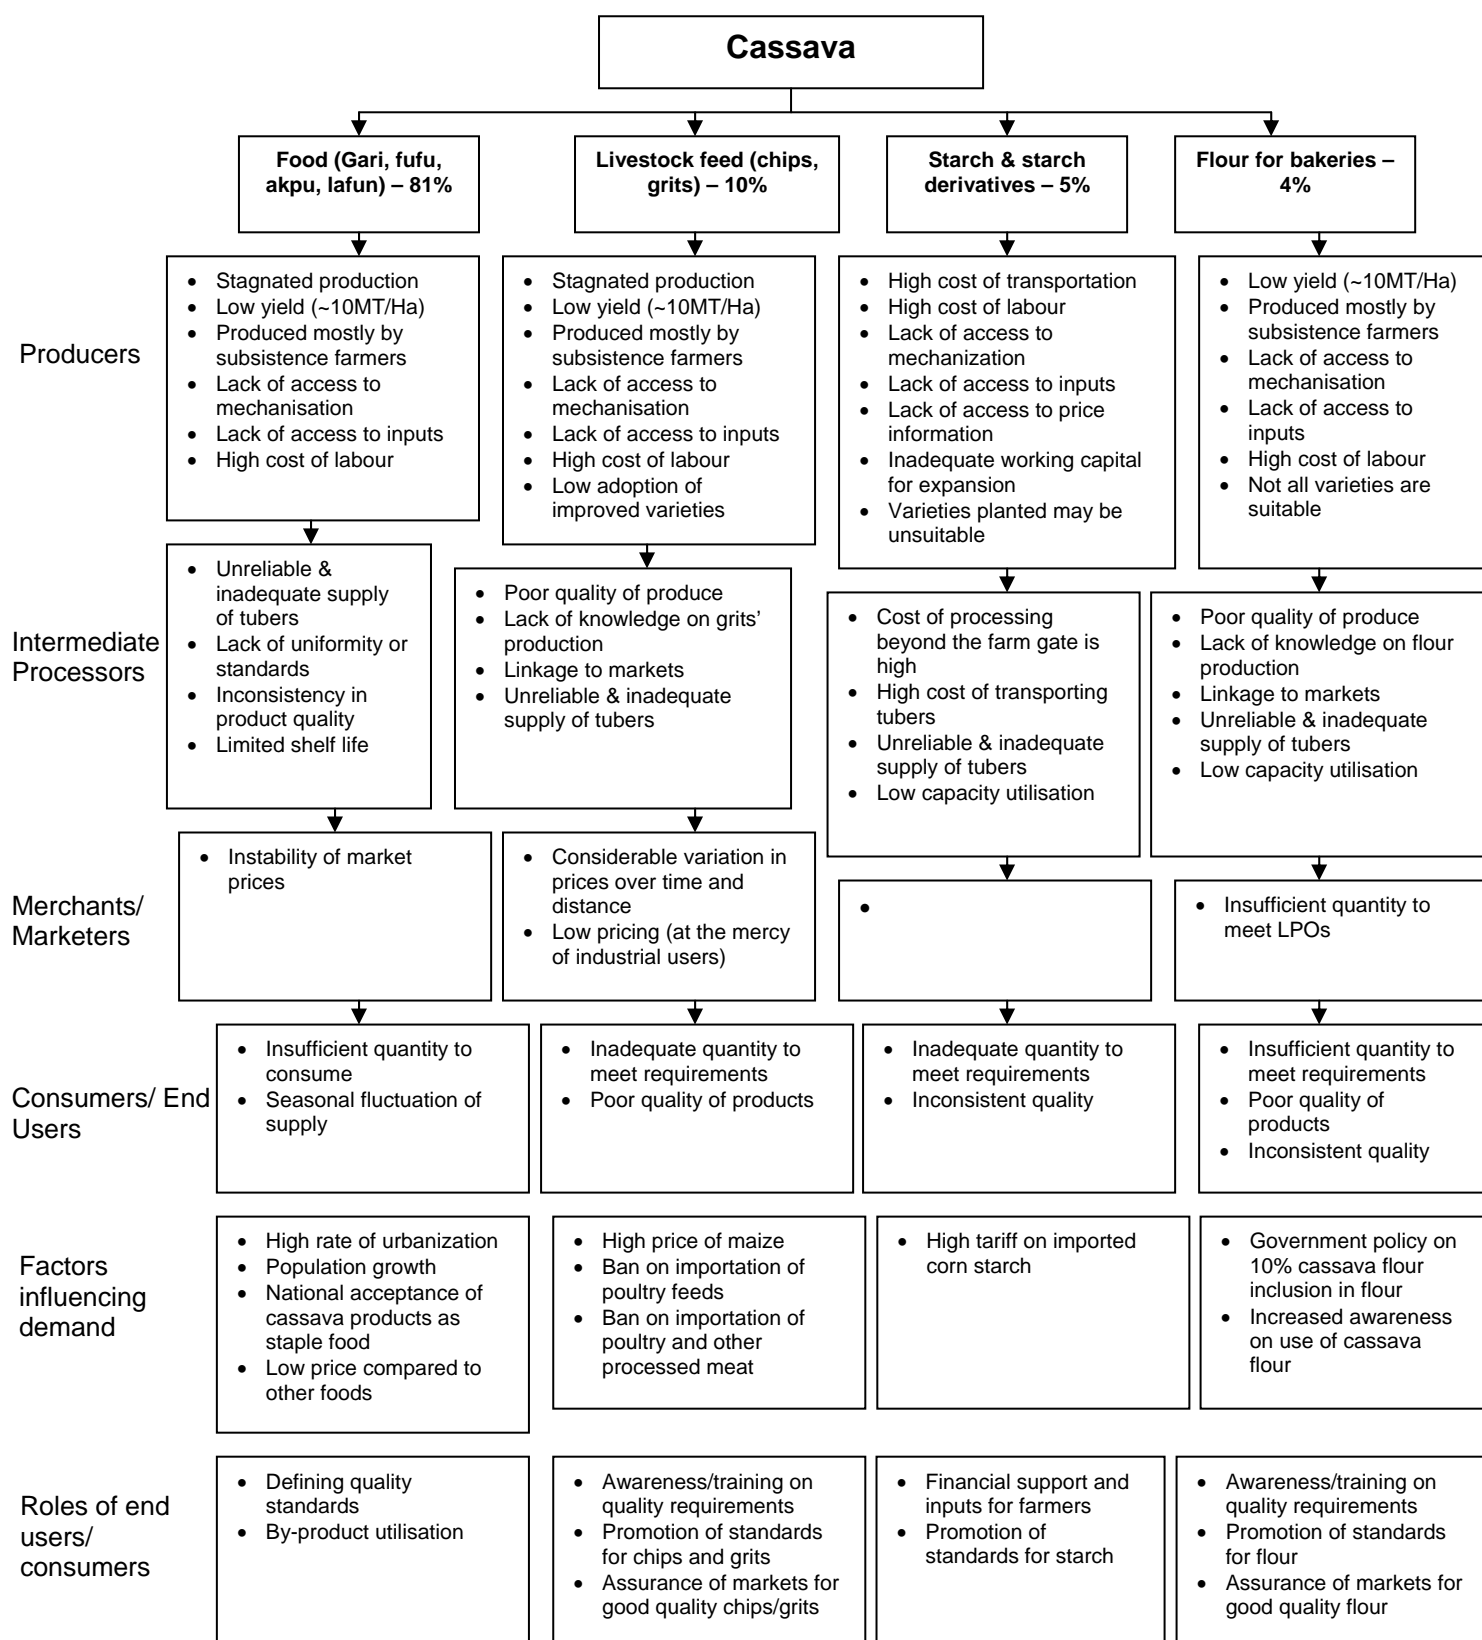 Cassava
Food (Gari, fufu,
akpu, lafun) – 81%
Livestock feed (chips,
grits) – 10%
Starch & starch
derivatives – 5%
Flour for bakeries –
4%
Producers
• Stagnated production
• Low yield (~10MT/Ha)
• Produced mostly by
subsistence farmers
• Lack of access to
mechanisation
• Lack of access to inputs
• High cost of labour
• Stagnated production
• Low yield (~10MT/Ha)
• Produced mostly by
subsistence farmers
• Lack of access to
mechanisation
• Lack of access to inputs
• High cost of labour
• Low adoption of
improved varieties
• High cost of transportation
• High cost of labour
• Lack of access to
mechanization
• Lack of access to inputs
• Lack of access to price
information
• Inadequate working capital
for expansion
• Varieties planted may be
unsuitable
• Low yield (~10MT/Ha)
• Produced mostly by
subsistence farmers
• Lack of access to
mechanisation
• Lack of access to
inputs
• High cost of labour
• Not all varieties are
suitable
Intermediate
Processors
• Unreliable &
inadequate supply
of tubers
• Lack of uniformity or
standards
• Inconsistency in
product quality
• Limited shelf life
• Poor quality of produce
• Lack of knowledge on grits’
production
• Linkage to markets
• Unreliable & inadequate
supply of tubers
• Cost of processing
beyond the farm gate is
high
• High cost of transporting
tubers
• Unreliable & inadequate
supply of tubers
• Low capacity utilisation
• Poor quality of produce
• Lack of knowledge on flour
production
• Linkage to markets
• Unreliable & inadequate
supply of tubers
• Low capacity utilisation
Merchants/
Marketers
• Instability of market
prices
• Considerable variation in
prices over time and
distance
• Low pricing (at the mercy
of industrial users)
•
• Insufficient quantity to
meet LPOs
Consumers/ End
Users
• Insufficient quantity to
consume
• Seasonal fluctuation of
supply
• Inadequate quantity to
meet requirements
• Poor quality of products
• Inadequate quantity to
meet requirements
• Inconsistent quality
• Insufficient quantity to
meet requirements
• Poor quality of
products
• Inconsistent quality
Factors
influencing
demand
• High rate of urbanization
• Population growth
• National acceptance of
cassava products as
staple food
• Low price compared to
other foods
• High price of maize
• Ban on importation of
poultry feeds
• Ban on importation of
poultry and other
processed meat
• High tariff on imported
corn starch
• Government policy on
10% cassava flour
inclusion in flour
• Increased awareness
on use of cassava
flour
Roles of end
users/
consumers
• Defining quality
standards
• By-product utilisation
• Awareness/training on
quality requirements
• Promotion of standards
for chips and grits
• Assurance of markets for
good quality chips/grits
• Financial support and
inputs for farmers
• Promotion of
standards for starch
• Awareness/training on
quality requirements
• Promotion of standards
for flour
• Assurance of markets for
good quality flour